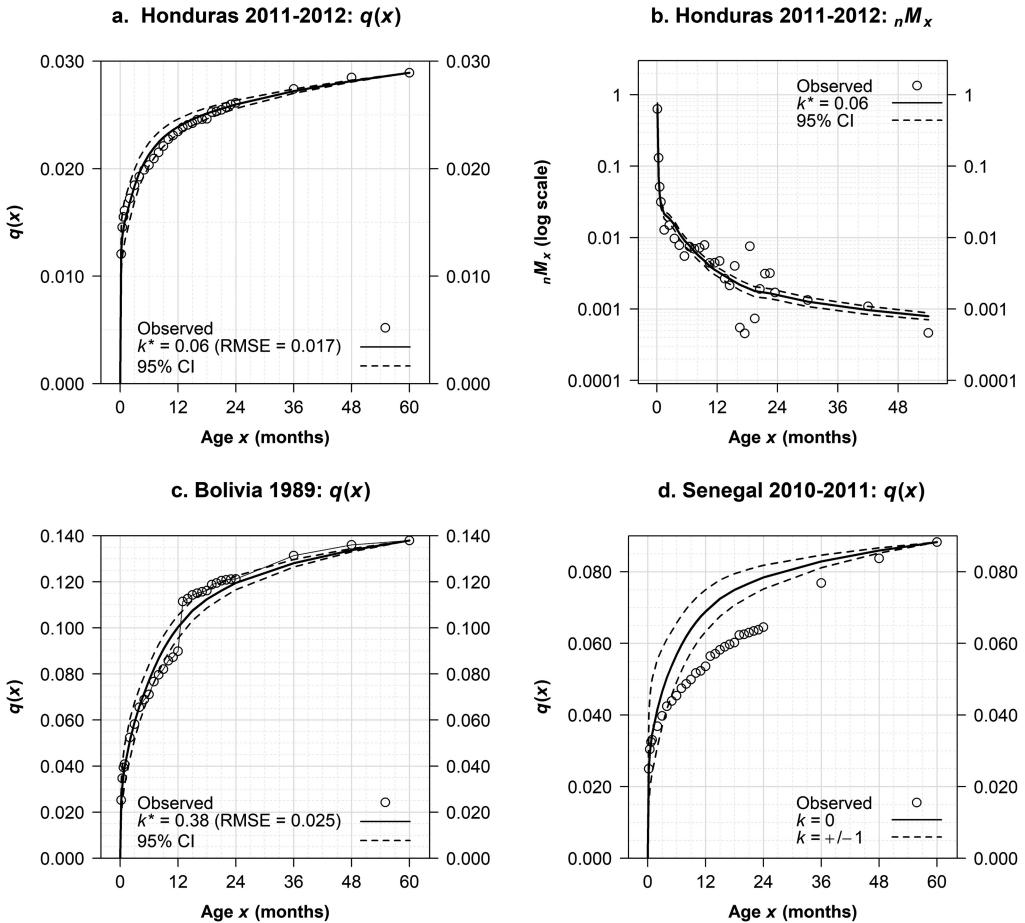 a. Honduras 2011-2012: q(x)
0.030
0.020
0.010
0.000
0.030
0.020
0.010
0.000
q(x)
Observed
k* = 0.06 (RMSE = 0.017)
95% CI
0 12 24 36 48 60
Age x (months)
b. Honduras 2011-2012: nMx
1
0.1
0.01
0.001
0.0001
1
0.1
0.01
0.001
0.0001
nMx (log scale)
Observed
k* = 0.06
95% CI
0 12 24 36 48
Age x (months)
c. Bolivia 1989: q(x)
0.140
0.120
0.100
0.080
0.060
0.040
0.020
0.000
0.140
0.120
0.100
0.080
0.060
0.040
0.020
0.000
q(x)
Observed
k* = 0.38 (RMSE = 0.025)
95% CI
0 12 24 36 48 60
Age x (months)
d. Senegal 2010-2011: q(x)
0.080
0.060
0.040
0.020
0.000
0.080
0.060
0.040
0.020
0.000
q(x)
Observed
k = 0
k = +/−1
0 12 24 36 48 60
Age x (months)